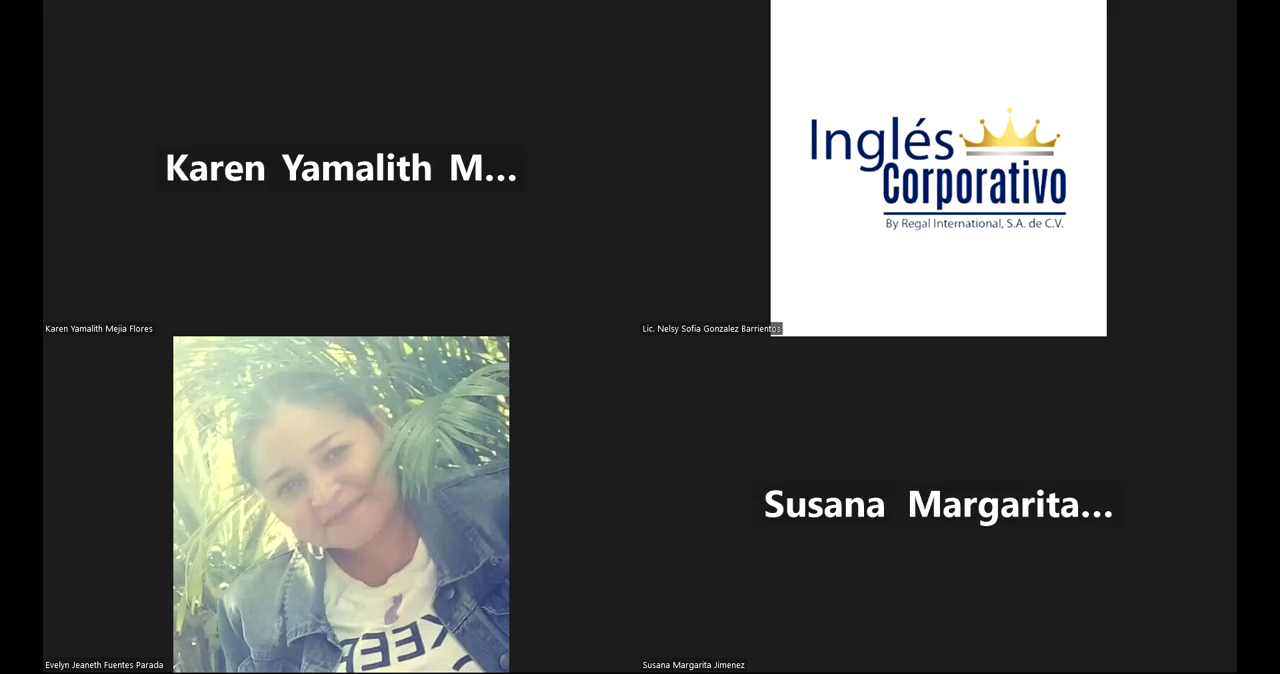 Karen Yamalith M...
Karen Yamalith Mejia Flores
Inglés
Corporativo
By Regal International, S.A. de C.V.
Lic. Nelsy Sofia Gonzalez Barrientos
Evelyn Jeaneth Fuentes Parada
Susana Margarita...
Susana Margarita Jimenez